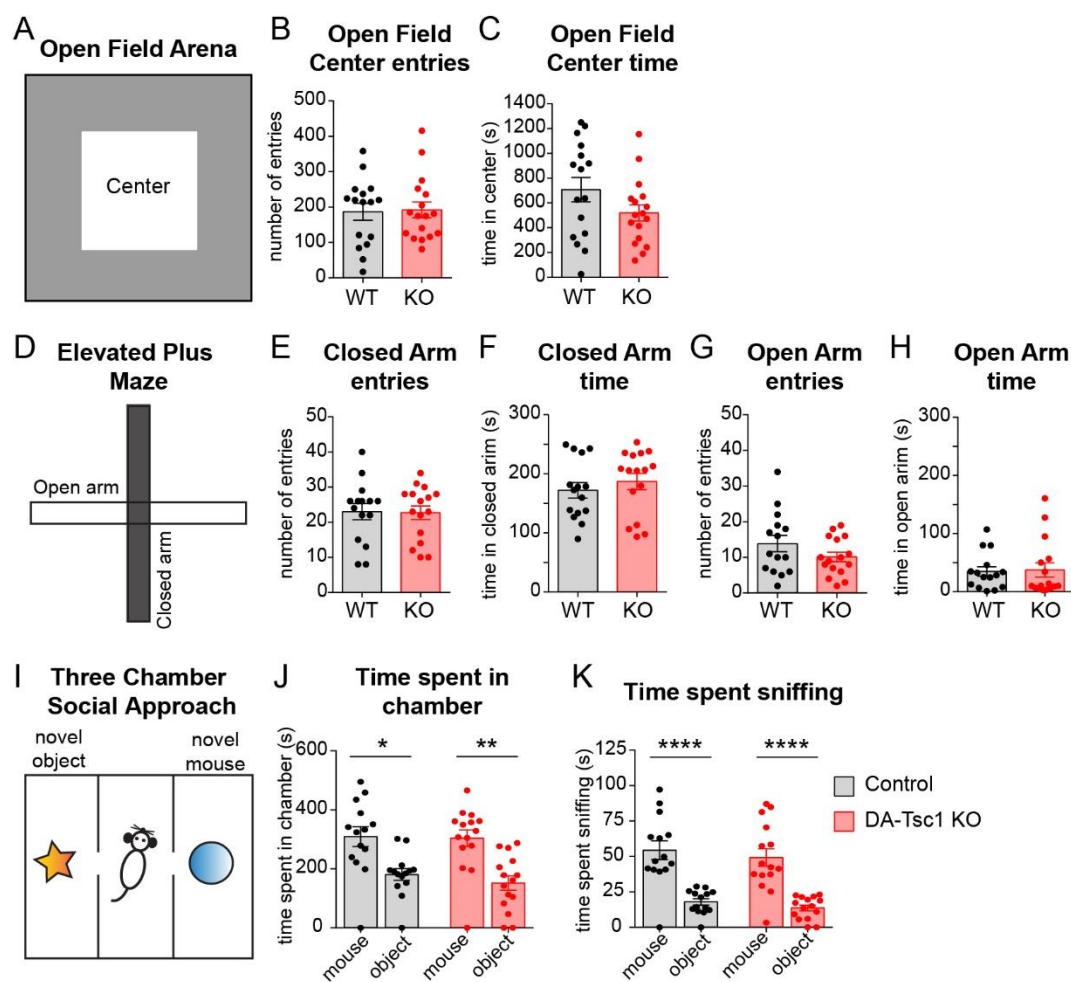 A
Open Field Arena
Center
B
Open Field
Center entries
number of entries
500
400
300
200
100
0
WT
KO
C
Open Field
Center time
time in center (s)
1400
1200
1000
800
600
400
200
0
WT
KO
D
Elevated Plus
Maze
Open arm
Closed arm
E
Closed Arm
entries
number of entries
50
40
30
20
10
0
WT
KO
F
Closed Arm
time
time in closed arim (s)
300
200
100
0
WT
KO
G
Open Arm
entries
number of entries
50
40
30
20
10
0
WT
KO
H
Open Arm
time
time in open arim (s)
300
200
100
0
WT
KO
I
Three Chamber
Social Approach
novel
object
novel
mouse
J
Time spent in
chamber
time spent in chamber (s)
600
400
200
0
*
**
mouse
object
mouse
object
K
Time spent sniffing
time spent sniffing (s)
125
100
75
50
25
0
****
****
mouse
object
mouse
object
Control
DA-Tsc1 KO